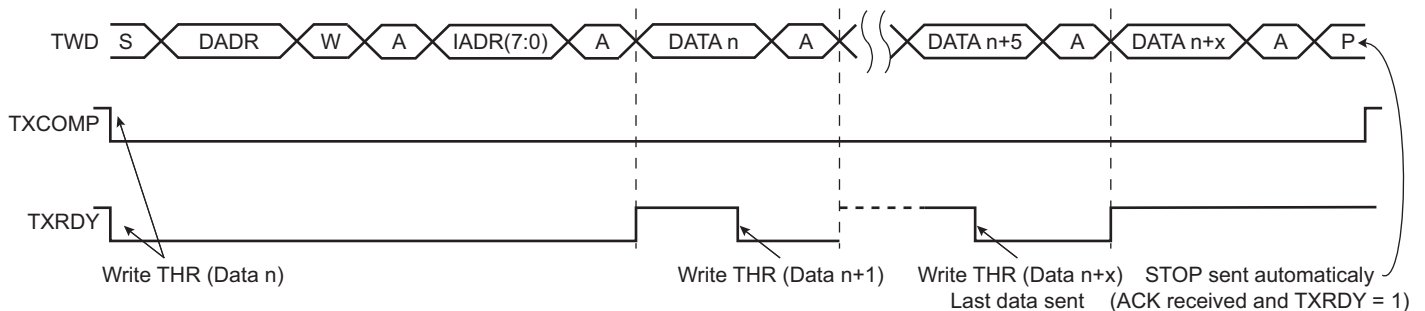 TWD S DADR W A IADR(7:0) A DATA n A DATA n+5 A DATA n+x A P
TXCOMP
TXRDY
Write THR (Data n) Write THR (Data n+1) Write THR (Data n+x) STOP sent automaticaly
Last data sent (ACK received and TXRDY = 1)